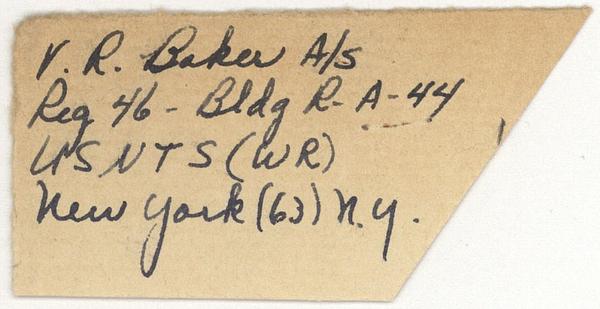 V. R. Baker A/s
Reg 46 - Bldg R-A-44
USNTS (WR)
New York (63) N.Y.